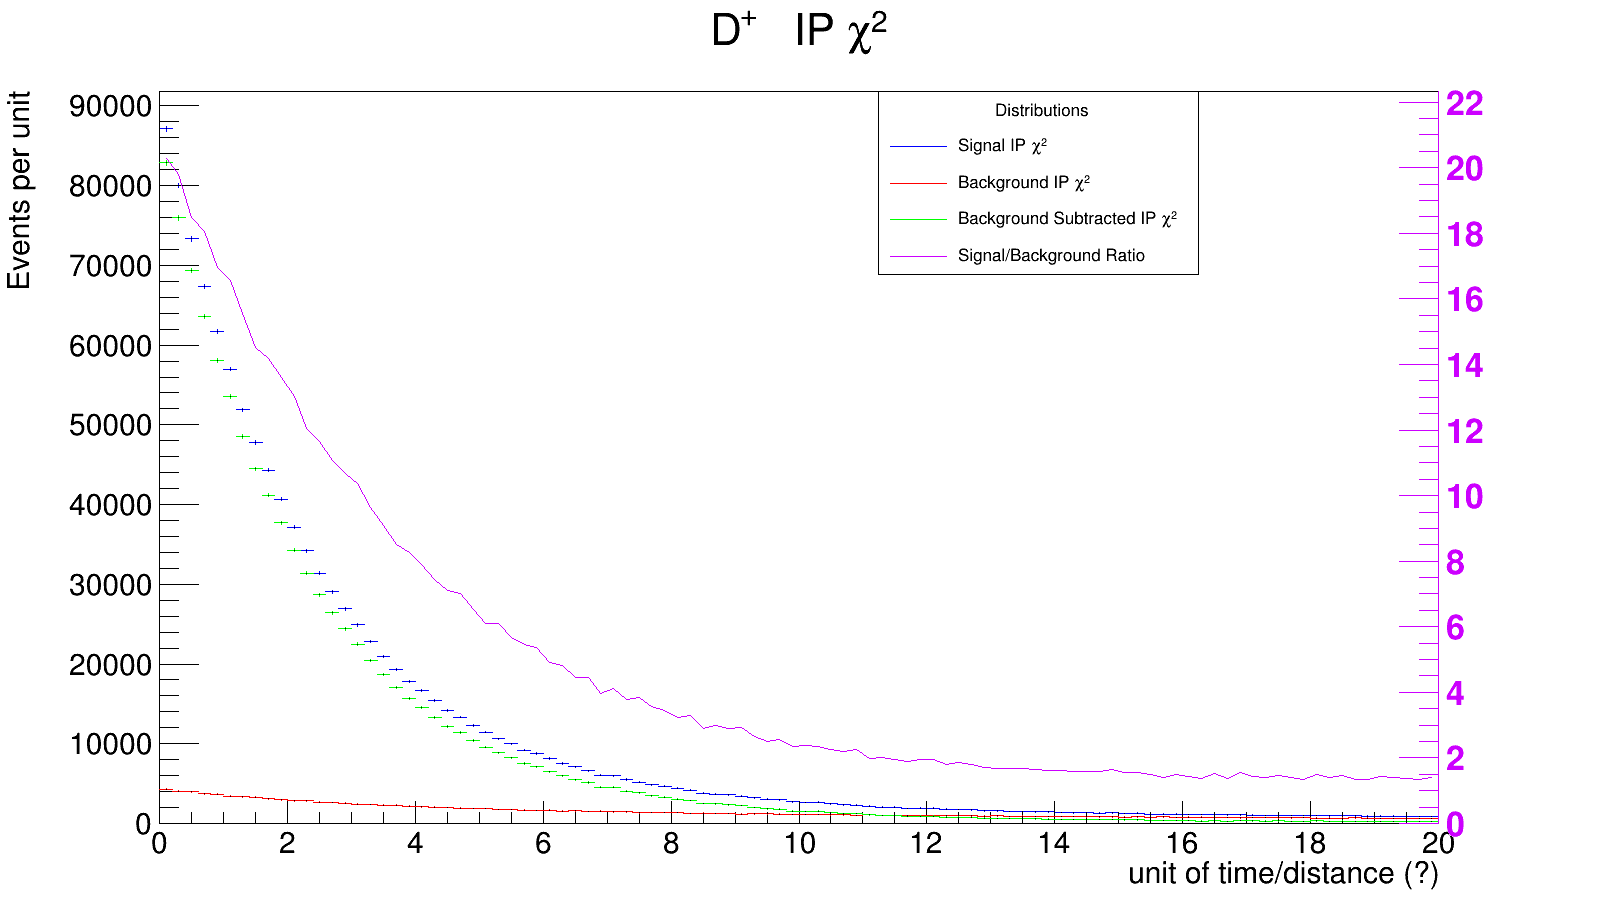 D⁺ IP χ²
Events per unit
90000
80000
70000
60000
50000
40000
30000
20000
10000
0
Distributions
Signal IP χ²
Background IP χ²
Background Subtracted IP χ²
Signal/Background Ratio
22
20
18
16
14
12
10
8
6
4
2
0
0 2 4 6 8 10 12 14 16 18 20
unit of time/distance (?)